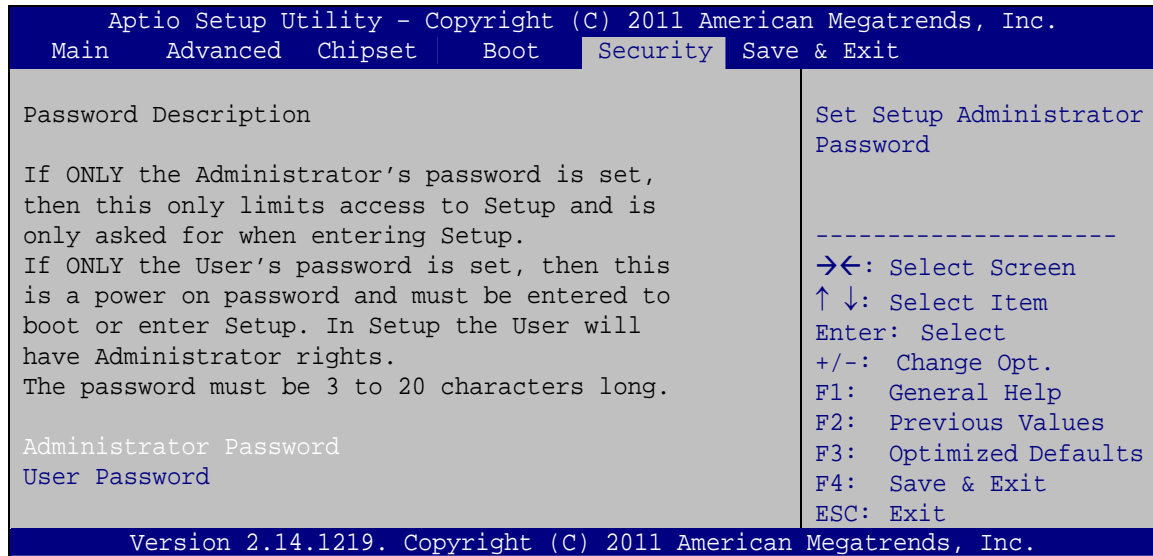 Aptio Setup Utility – Copyright (C) 2011 American Megatrends, Inc.
Main Advanced Chipset Boot Security Save & Exit
Password Description
If ONLY the Administrator’s password is set,
then this only limits access to Setup and is
only asked for when entering Setup.
If ONLY the User’s password is set, then this
is a power on password and must be entered to
boot or enter Setup. In Setup the User will
have Administrator rights.
The password must be 3 to 20 characters long.
Administrator Password
User Password
Set Setup Administrator
Password
---------------------
→←: Select Screen
↑ ↓: Select Item
Enter: Select
+/-: Change Opt.
F1: General Help
F2: Previous Values
F3: Optimized Defaults
F4: Save & Exit
ESC: Exit
Version 2.14.1219. Copyright (C) 2011 American Megatrends, Inc.